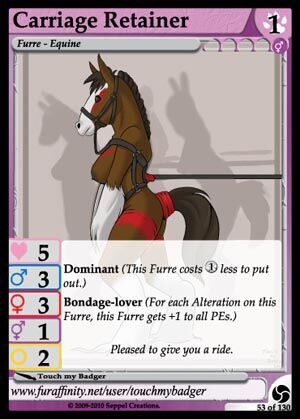 Carriage Retainer
1
Furre - Equine
5
3
3
1
2
Dominant (This Furre costs 1 less to put
out.)
Bondage-lover (For each Alteration on this
Furre, this Furre gets +1 to all PEs.)
Pleased to give you a ride.
Touch my Badger
www.furaffinity.net/user/touchmybadger
© 2009-2010 Seppel Creations.
53 of 130